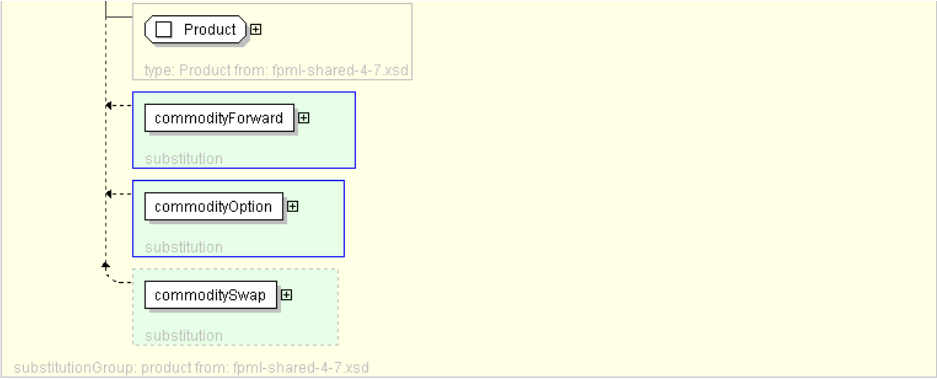 Product
type: Product from: fpml-shared-4-7.xsd
commodityForward
substitution
commodityOption
substitution
commoditySwap
substitution
substitutionGroup: product from: fpml-shared-4-7.xsd